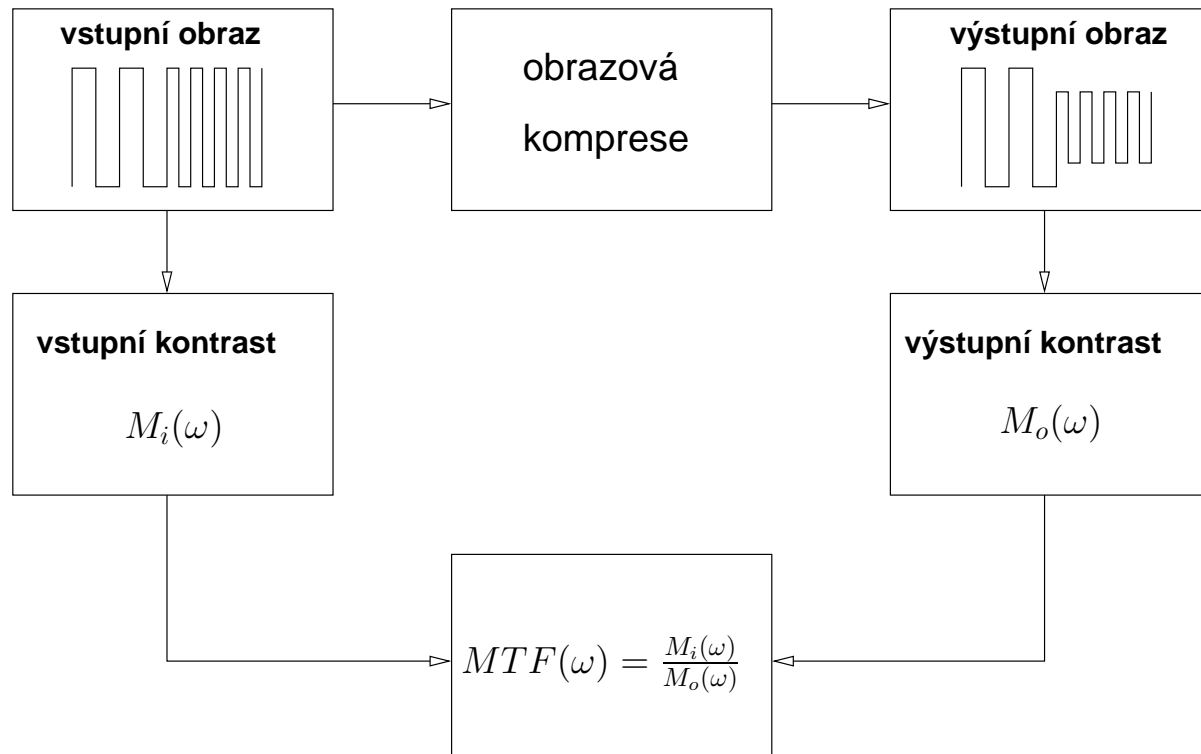 vstupní obraz
obrazová
komprese
výstupní obraz
vstupní kontrast
M_i(ω)
výstupní kontrast
M_o(ω)
MTF(ω) = M_i(ω)/M_o(ω)